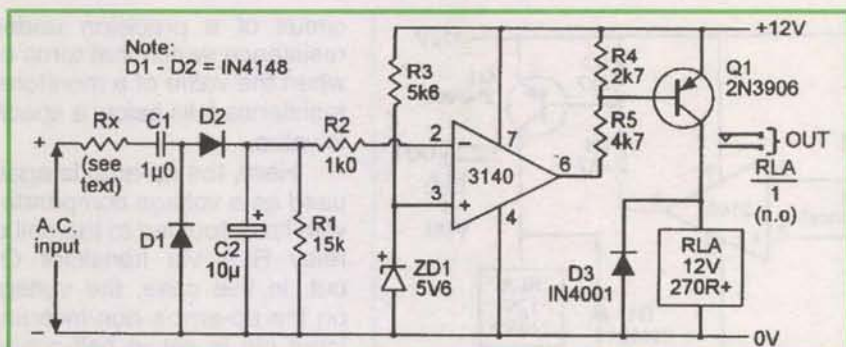 Note:
D1 - D2 = IN4148
+12V
R3
5k6
R4
2k7
Q1
2N3906
Rx
(see
text)
C1
1μ0
D2
R2
1k0
R5
4k7
2
−
7
3140
6
3
+
4
OUT
RLA
1
(n.o)
+
A.C.
input
−
D1
C2
10μ
+
R1
15k
+
ZD1
5V6
D3
IN4001
RLA
12V
270R+
0V